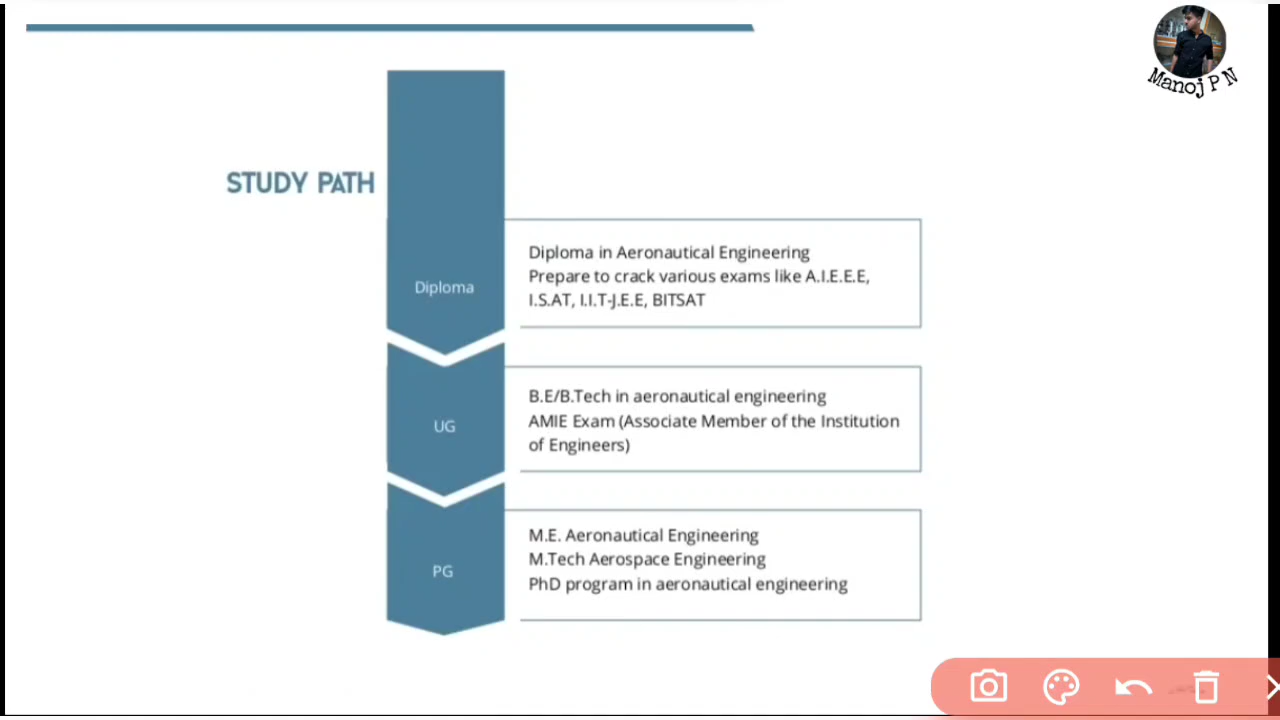 Manoj P N
STUDY PATH
Diploma
Diploma in Aeronautical Engineering
Prepare to crack various exams like A.I.E.E.E,
I.S.AT, I.I.T-J.E.E, BITSAT
UG
B.E/B.Tech in aeronautical engineering
AMIE Exam (Associate Member of the Institution
of Engineers)
PG
M.E. Aeronautical Engineering
M.Tech Aerospace Engineering
PhD program in aeronautical engineering